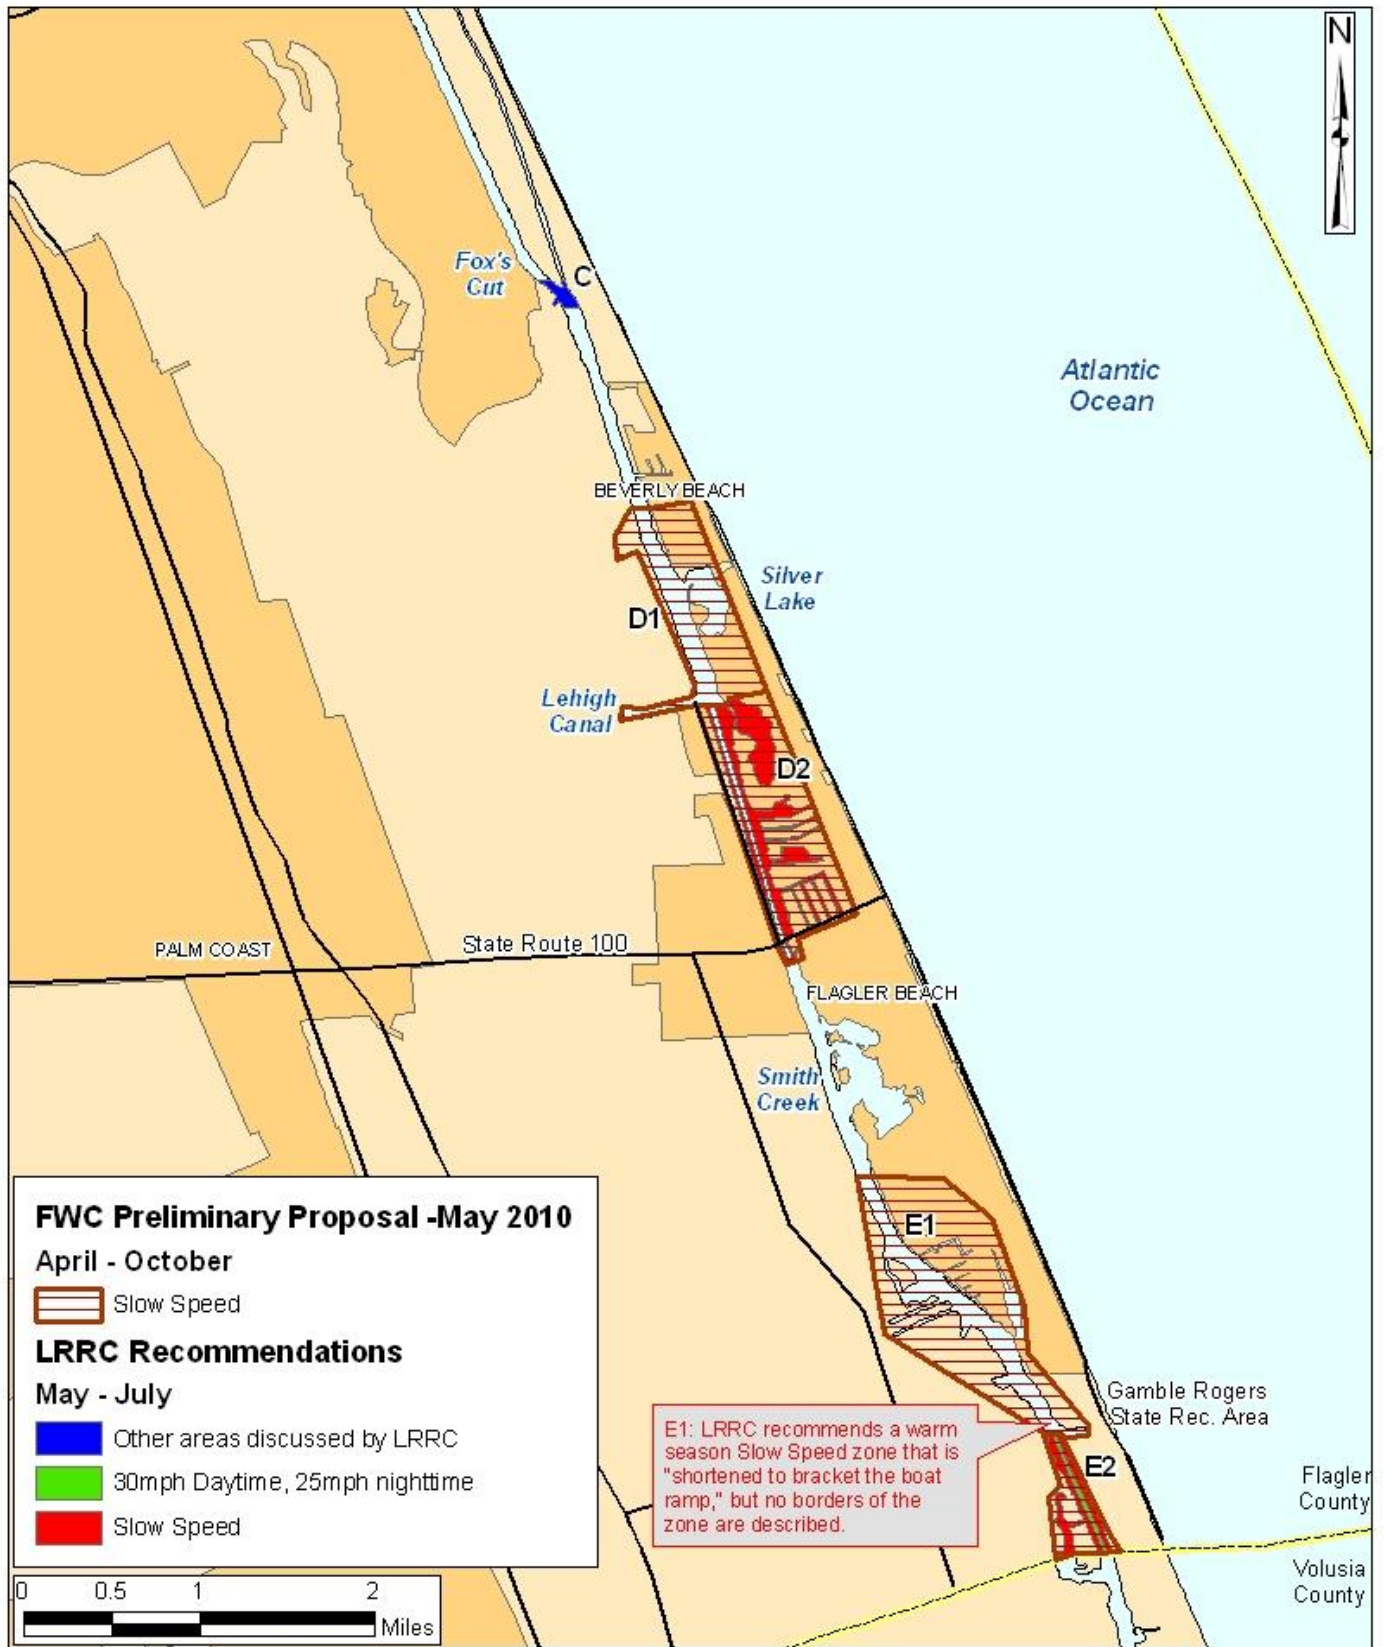 N
Fox's
Cut
C
Atlantic
Ocean
BEVERLY BEACH
Silver
Lake
D1
Lehigh
Canal
D2
PALM COAST
State Route 100
FLAGLER BEACH
Smith
Creek
E1
Gamble Rogers
State Rec. Area
E1: LRRC recommends a warm
season Slow Speed zone that is
"shortened to bracket the boat
ramp," but no borders of the
zone are described.
E2
Flagler
County
Volusia
County
FWC Preliminary Proposal -May 2010
April - October
Slow Speed
LRRC Recommendations
May - July
Other areas discussed by LRRC
30mph Daytime, 25mph nighttime
Slow Speed
0 0.5 1 2
Miles